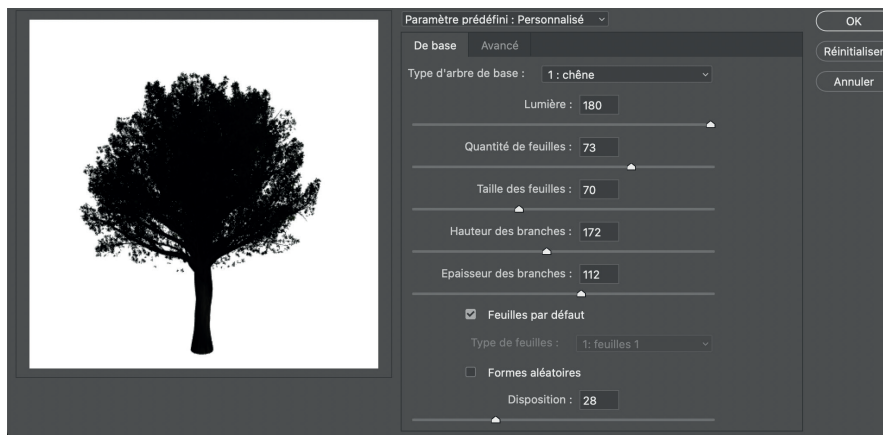 Paramètre prédéfini : Personnalisé
OK
De base
Avancé
Réinitialiser
Type d'arbre de base :
1 : chêne
Annuler
Lumière : 180
Quantité de feuilles : 73
Taille des feuilles : 70
Hauteur des branches : 172
Epaisseur des branches : 112
Feuilles par défaut
Type de feuilles : 1: feuilles 1
Formes aléatoires
Disposition : 28